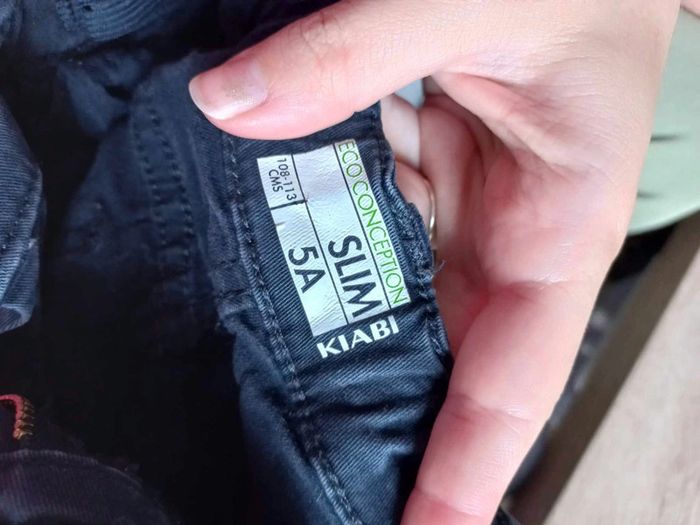 ECOCONCEPTION
SLIM
108-113
CMS
5A
KIABI